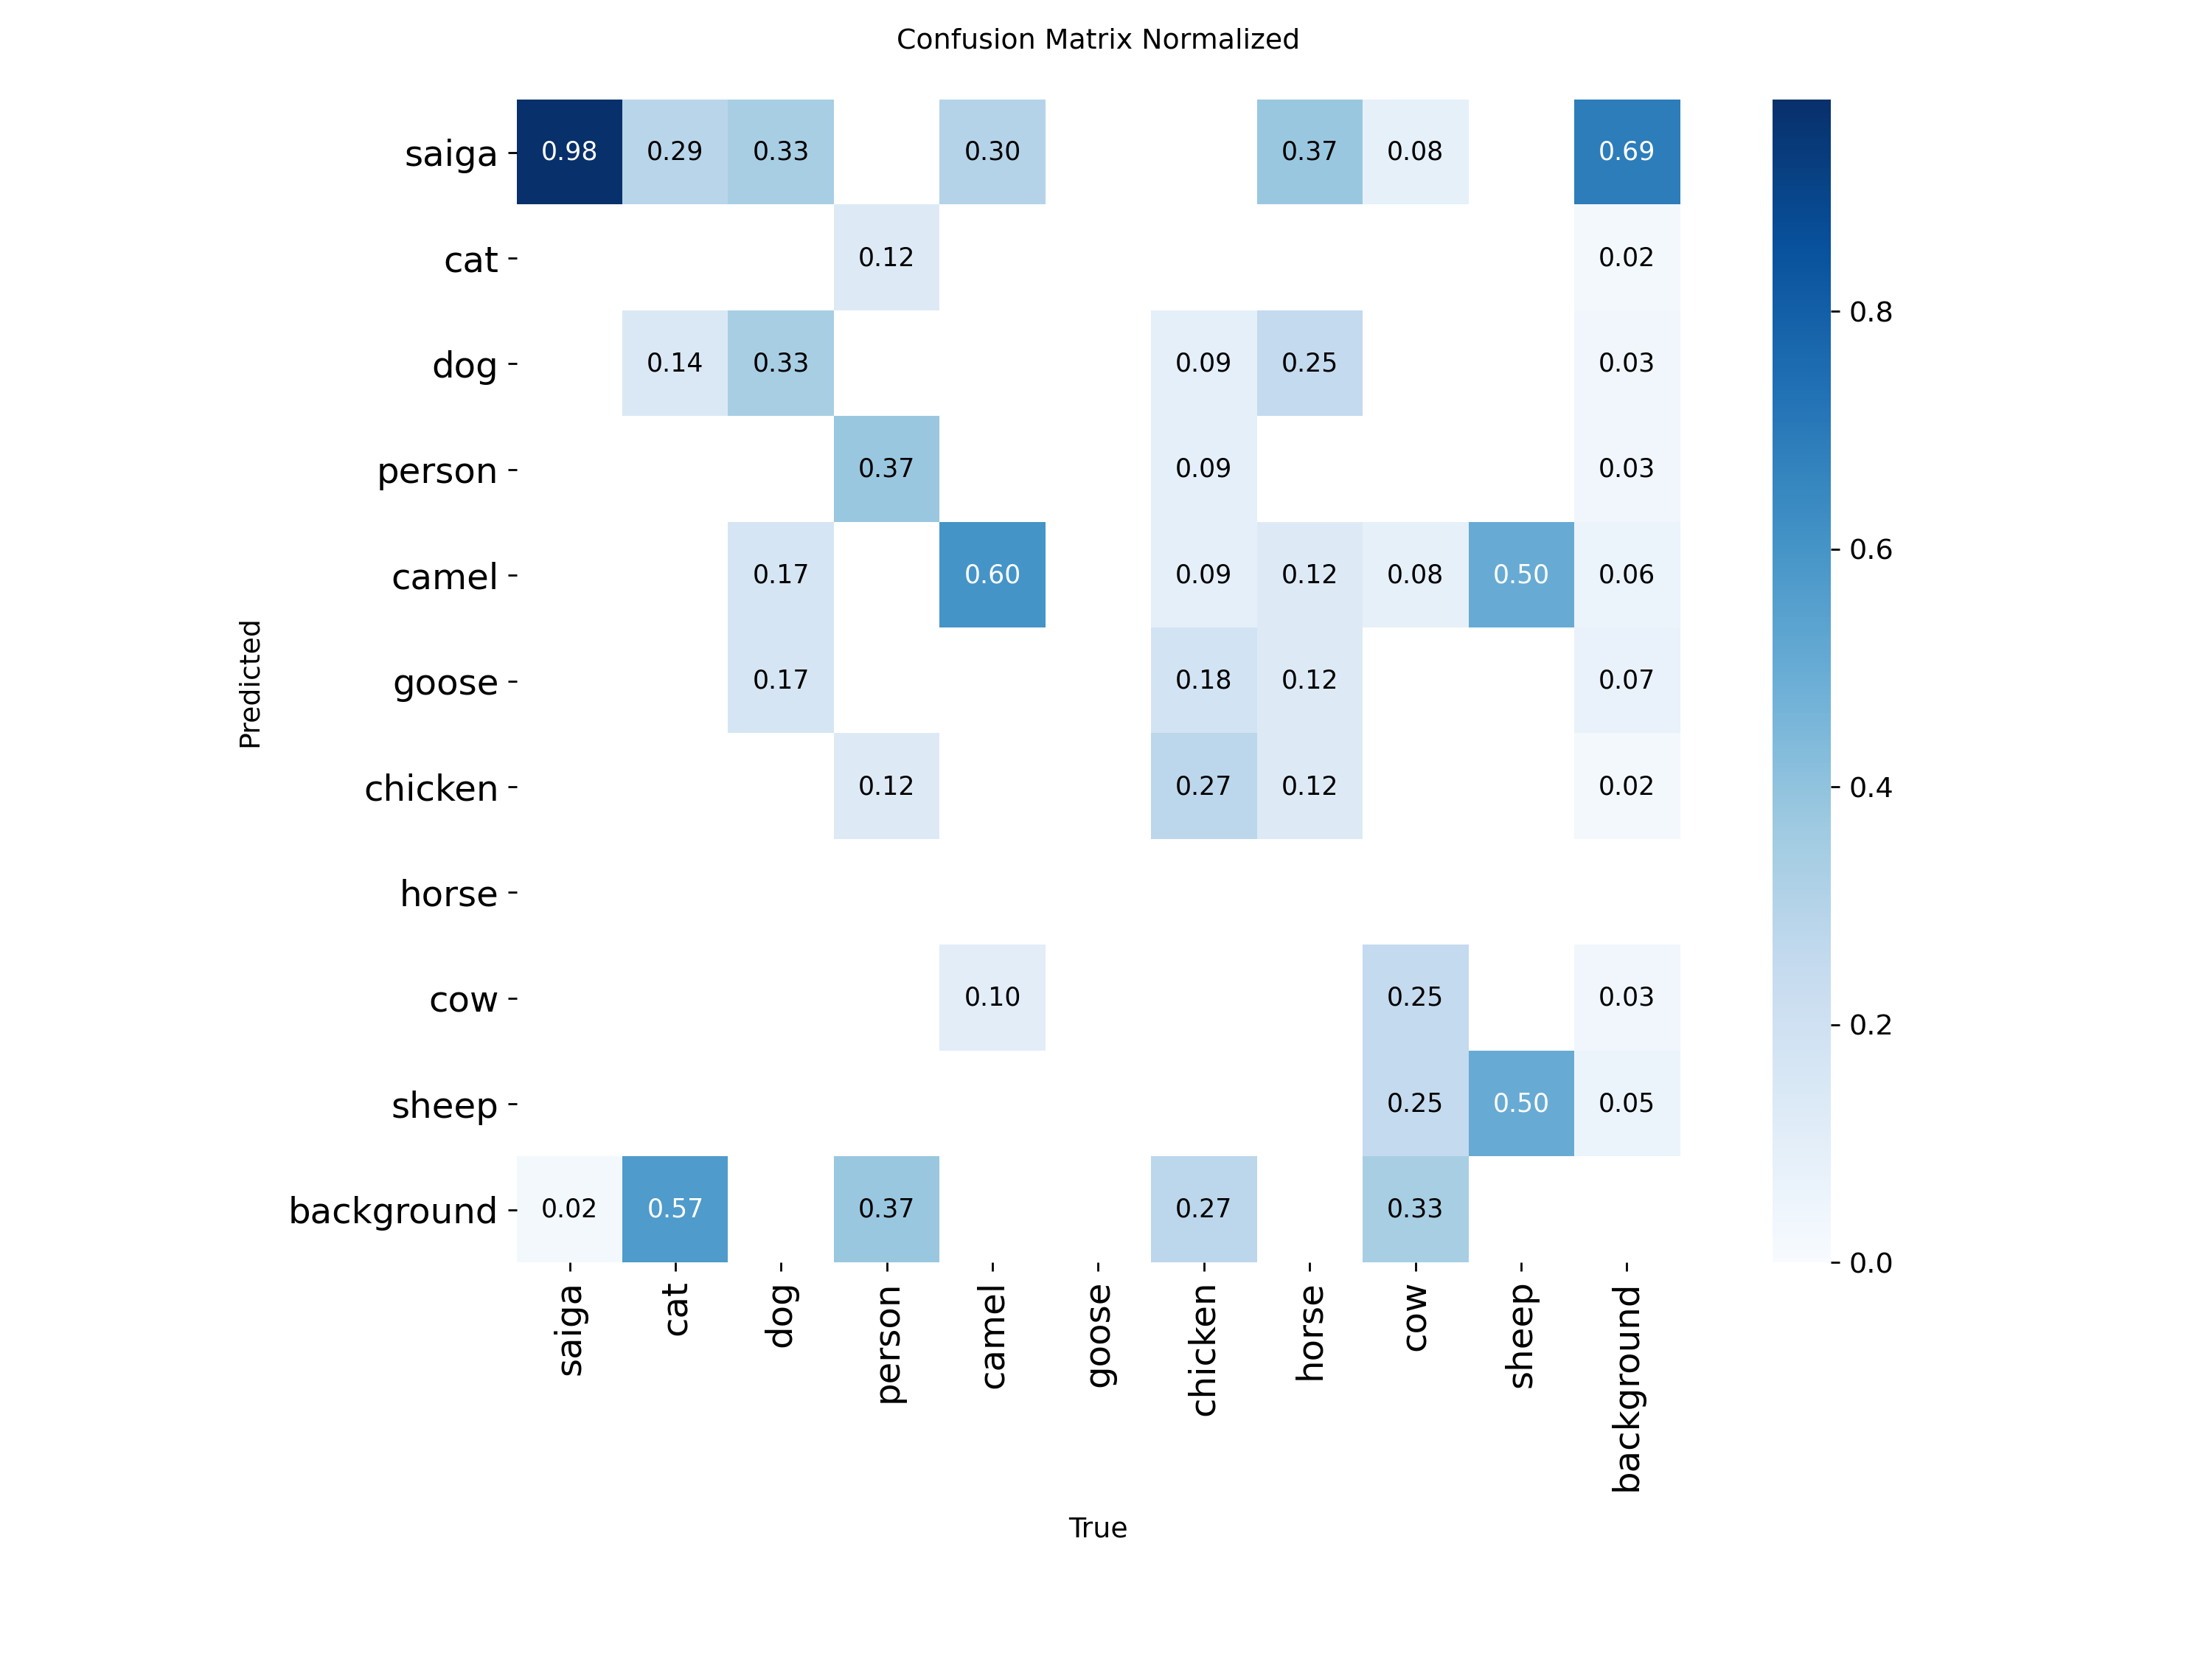 Confusion Matrix Normalized
saiga 0.98 0.29 0.33 0.30 0.37 0.08 0.69
cat 0.12 0.02
dog 0.14 0.33 0.09 0.25 0.03
person 0.37 0.09 0.03
camel 0.17 0.60 0.09 0.12 0.08 0.50 0.06
goose 0.17 0.18 0.12 0.07
chicken 0.12 0.27 0.12 0.02
horse
cow 0.10 0.25 0.03
sheep 0.25 0.50 0.05
background 0.02 0.57 0.37 0.27 0.33
Predicted
saiga cat dog person camel goose chicken horse cow sheep background
True
0.8
0.6
0.4
0.2
0.0